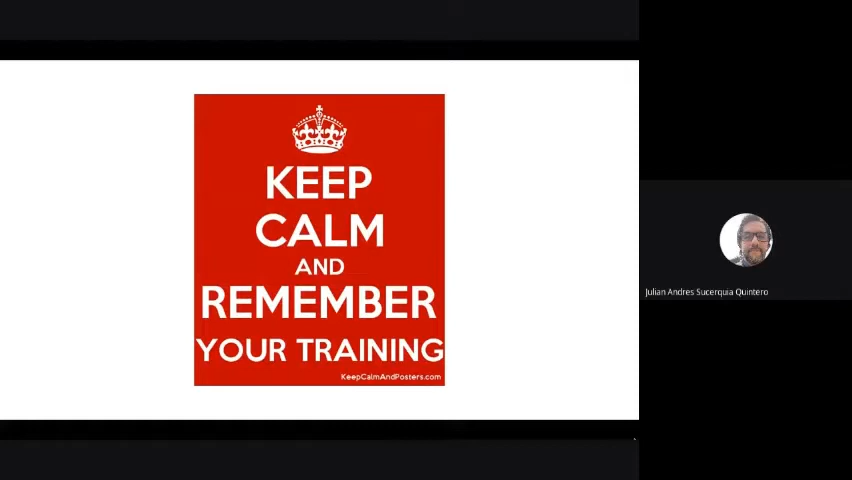 KEEP
CALM
AND
REMEMBER
YOUR TRAINING
KeepCalmAndPosters.com
Julian Andres Sucerquia Quintero